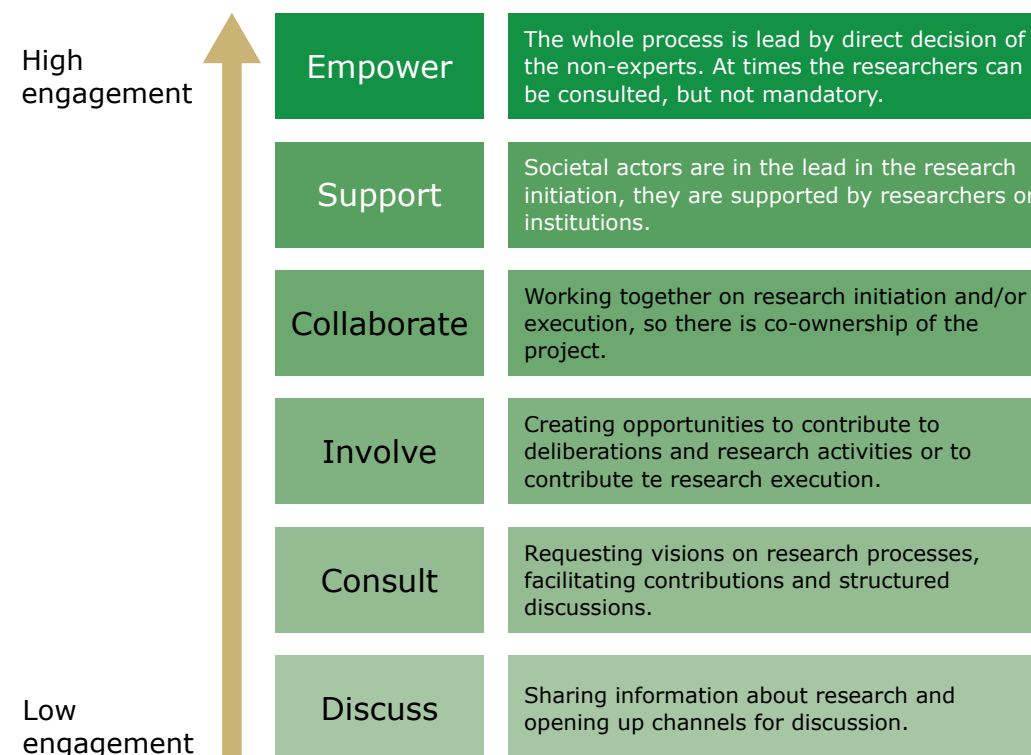 High
engagement
Empower
The whole process is lead by direct decision of
the non-experts. At times the researchers can
be consulted, but not mandatory.
Support
Societal actors are in the lead in the research
initiation, they are supported by researchers or
institutions.
Collaborate
Working together on research initiation and/or
execution, so there is co-ownership of the
project.
Involve
Creating opportunities to contribute to
deliberations and research activities or to
contribute te research execution.
Consult
Requesting visions on research processes,
facilitating contributions and structured
discussions.
Low
engagement
Discuss
Sharing information about research and
opening up channels for discussion.